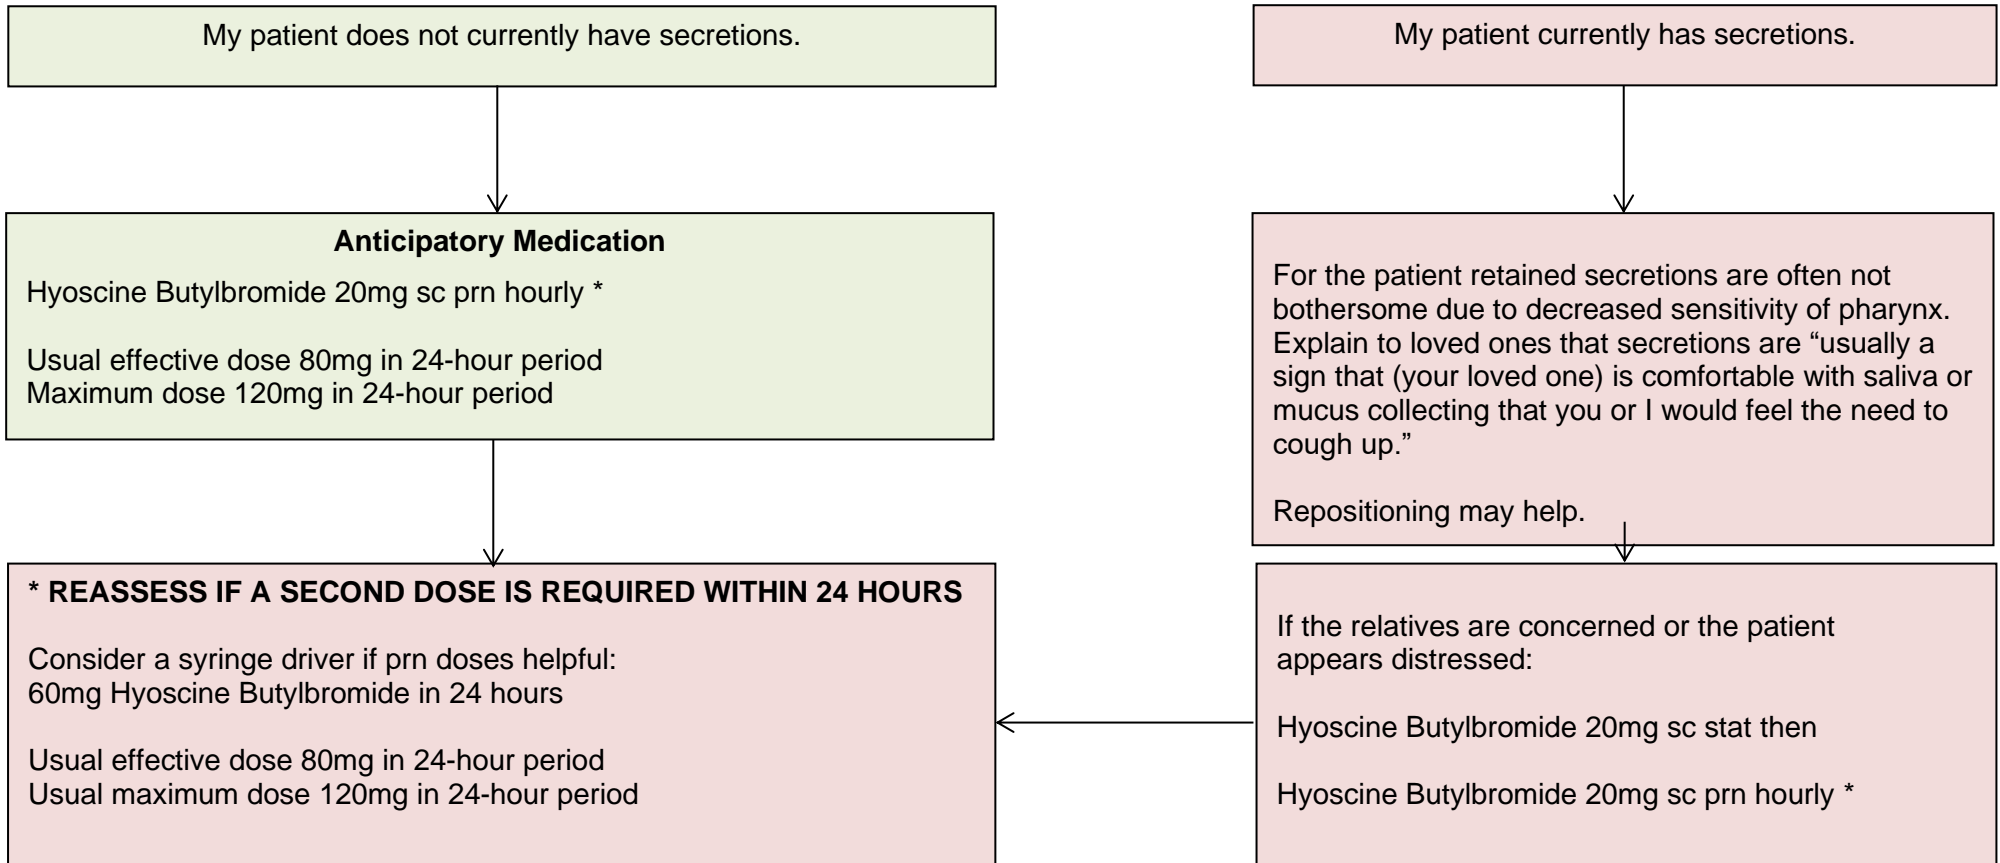 My patient does not currently have secretions.
Anticipatory Medication
Hyoscine Butylbromide 20mg sc prn hourly *
Usual effective dose 80mg in 24-hour period
Maximum dose 120mg in 24-hour period
* REASSESS IF A SECOND DOSE IS REQUIRED WITHIN 24 HOURS
Consider a syringe driver if prn doses helpful:
60mg Hyoscine Butylbromide in 24 hours
Usual effective dose 80mg in 24-hour period
Usual maximum dose 120mg in 24-hour period
My patient currently has secretions.
For the patient retained secretions are often not
bothersome due to decreased sensitivity of pharynx.
Explain to loved ones that secretions are “usually a
sign that (your loved one) is comfortable with saliva or
mucus collecting that you or I would feel the need to
cough up.”
Repositioning may help.
If the relatives are concerned or the patient
appears distressed:
Hyoscine Butylbromide 20mg sc stat then
Hyoscine Butylbromide 20mg sc prn hourly *